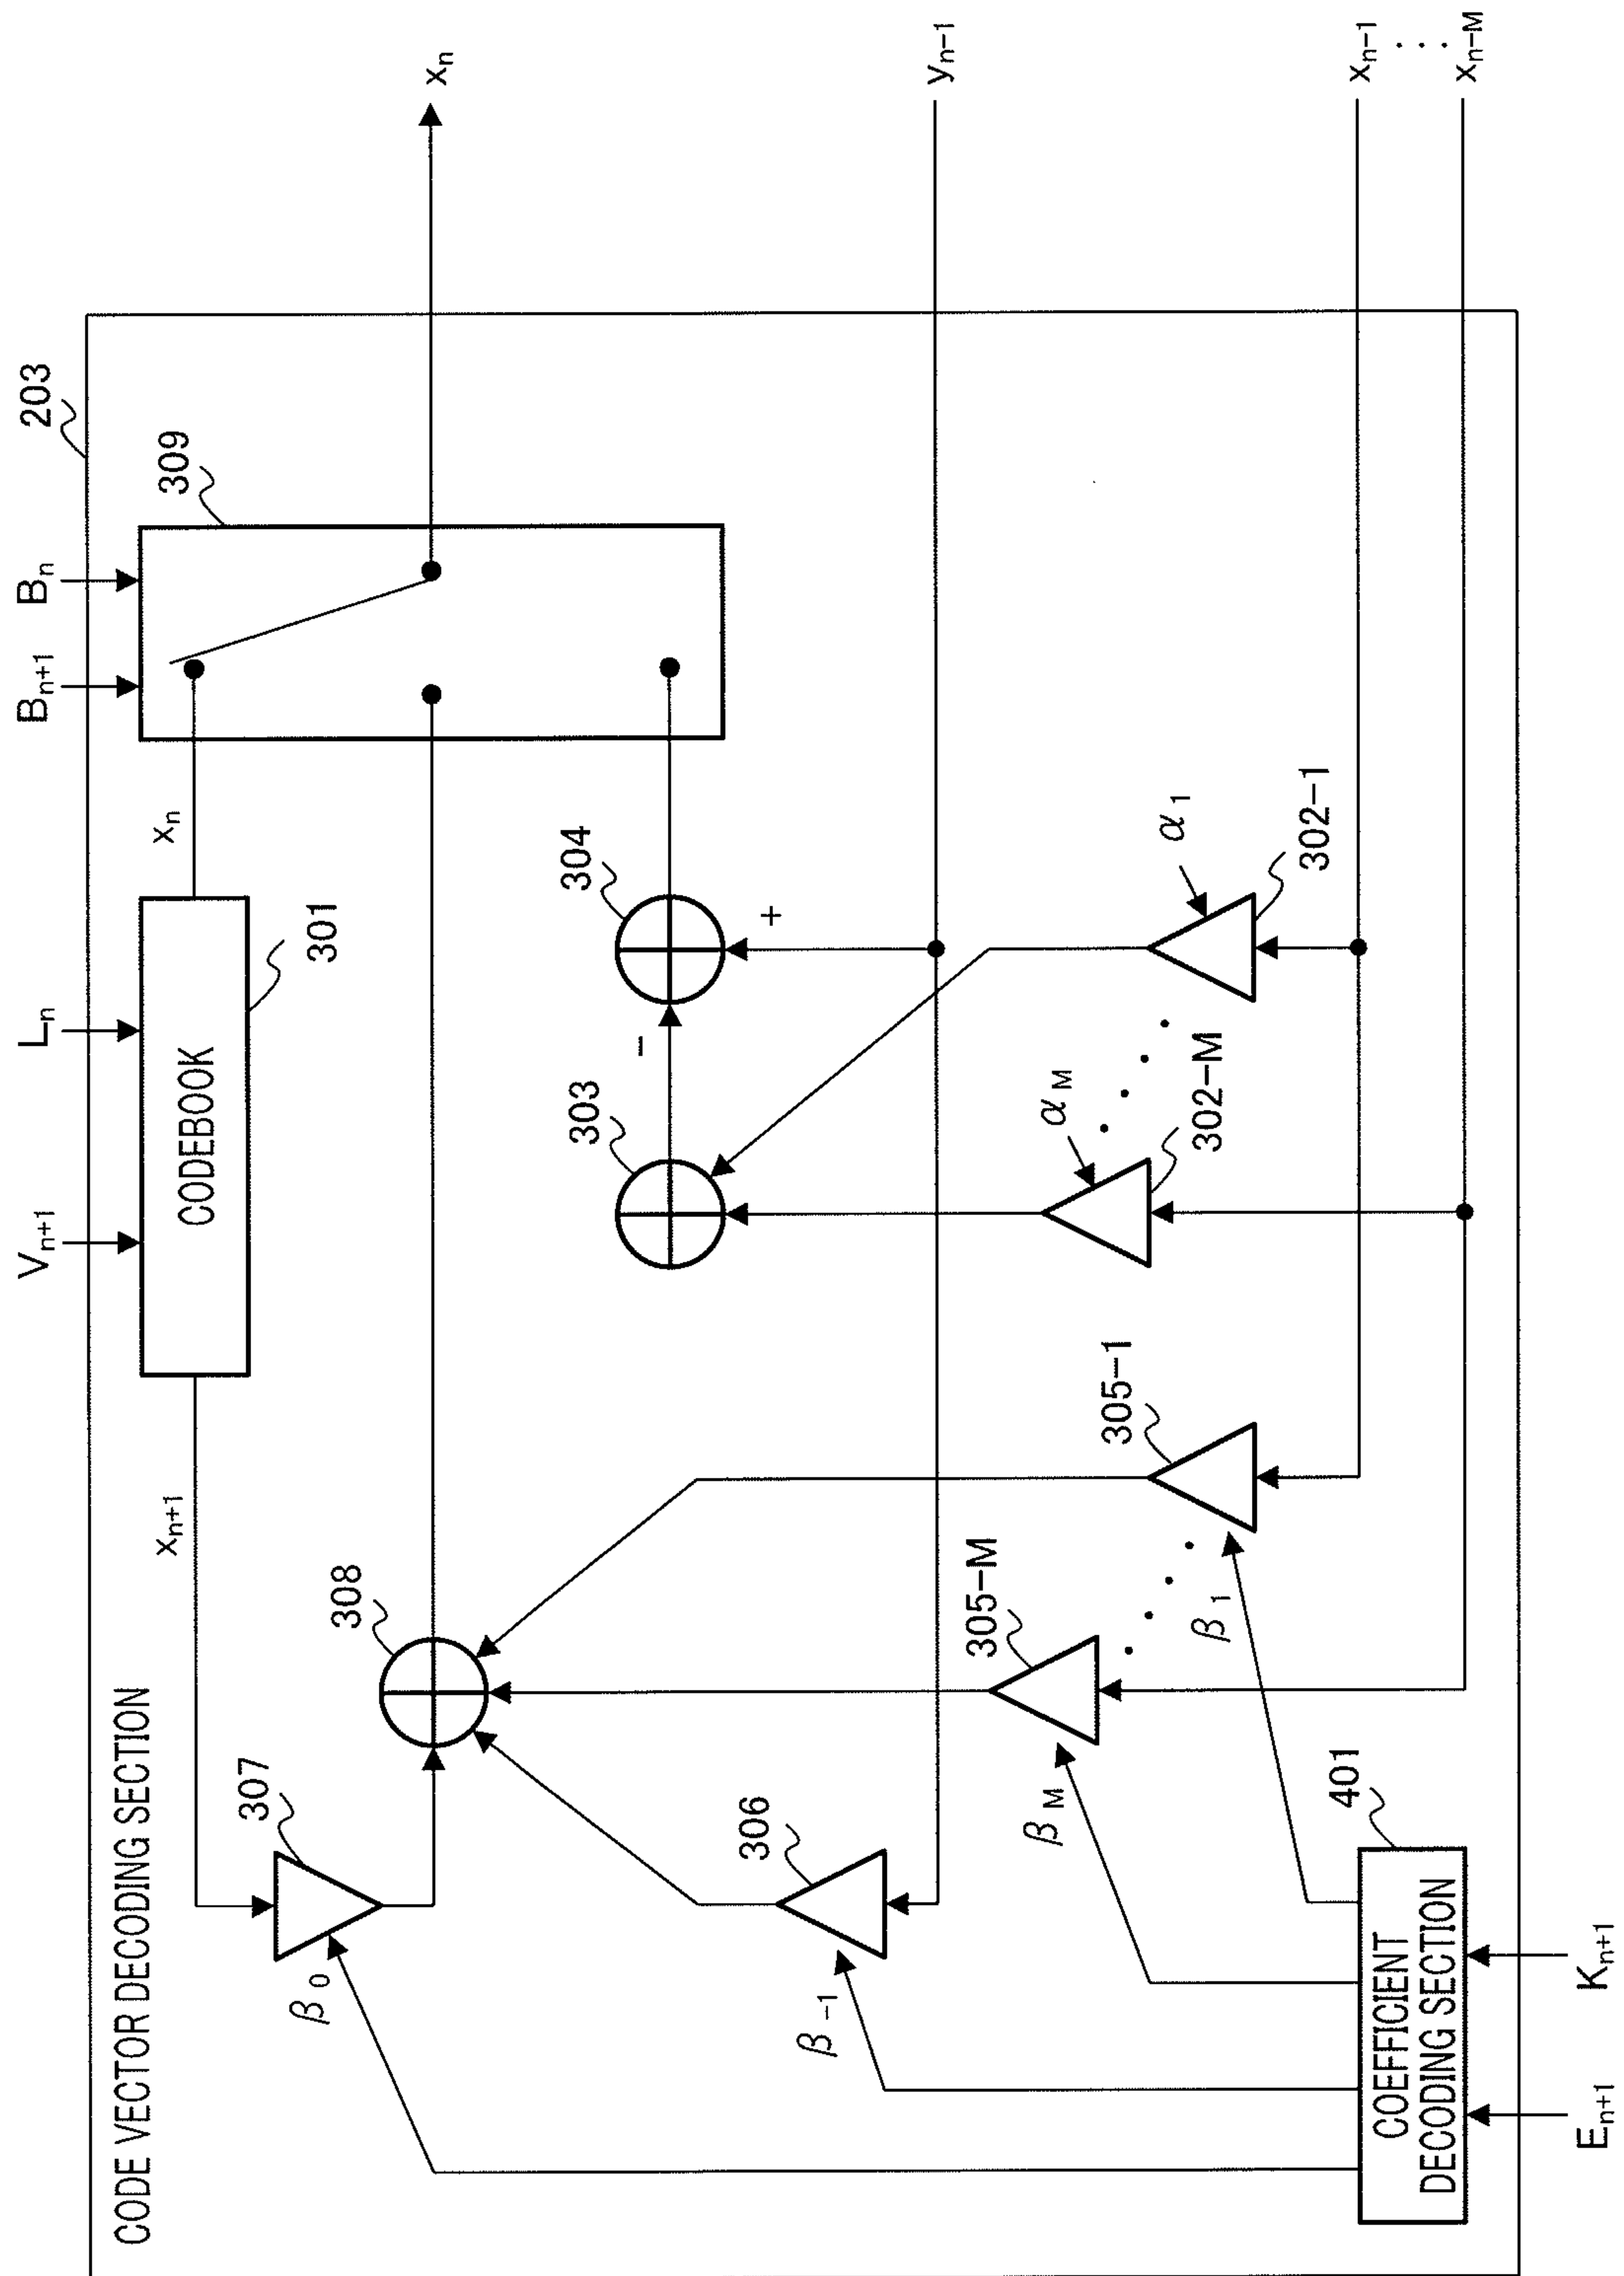 CODE VECTOR DECODING SECTION
203
V_{n+1}
L_n
B_{n+1}
B_n
CODEBOOK
301
309
x_{n+1}
x_n
x_n
307
β_0
308
304
303
+
-
y_{n-1}
306
β_{-1}
305-M
β_M
305-1
β_1
α_M
302-M
α_1
302-1
x_{n-1}
x_{n-M}
401
COEFFICIENT
DECODING SECTION
E_{n+1}
K_{n+1}